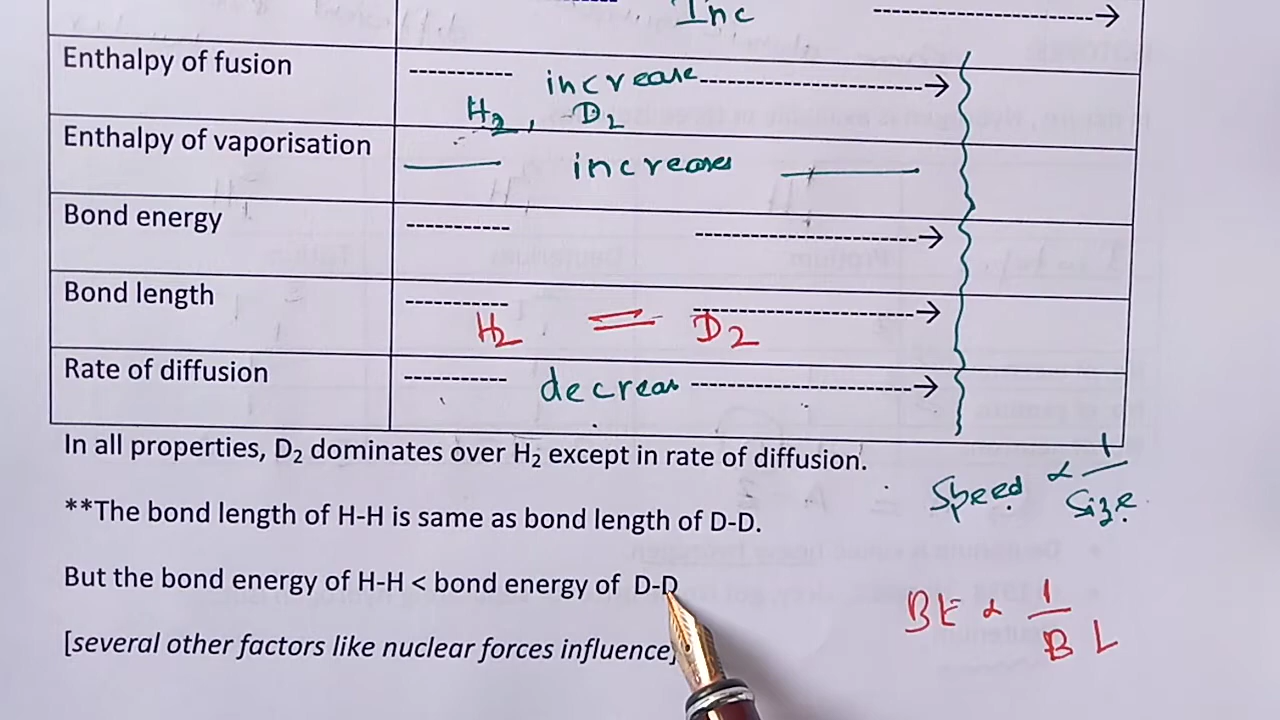 Inc
Enthalpy of fusion increase
H2, D2
Enthalpy of vaporisation increases
Bond energy
Bond length H2 = D2
Rate of diffusion decreas
In all properties, D2 dominates over H2 except in rate of diffusion.
Speed ∝ 1/Size.
**The bond length of H-H is same as bond length of D-D.
But the bond energy of H-H < bond energy of D-D
BE ∝ 1/BL
[several other factors like nuclear forces influence]